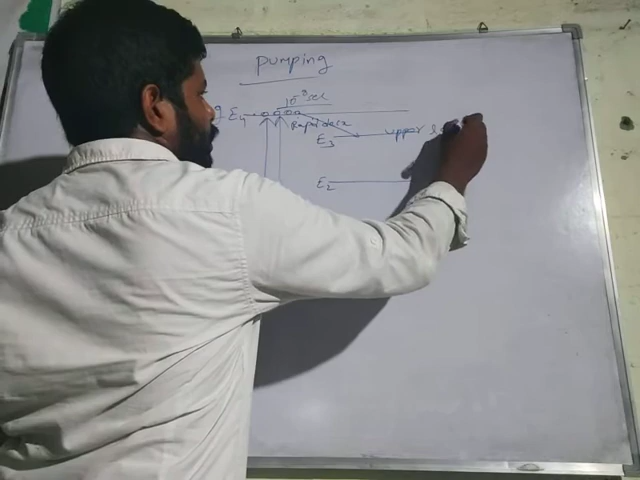 Pumping
10⁻⁸ sec
E4
Rapid decay
E3
upper
E2